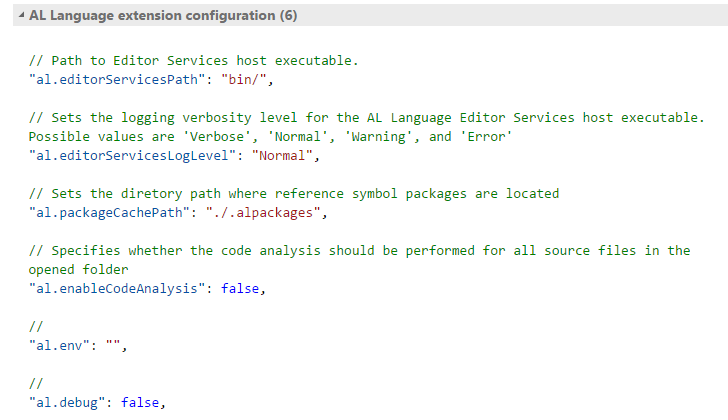 AL Language extension configuration (6)
// Path to Editor Services host executable.
"al.editorServicesPath": "bin/",
// Sets the logging verbosity level for the AL Language Editor Services host executable.
Possible values are 'Verbose', 'Normal', 'Warning', and 'Error'
"al.editorServicesLogLevel": "Normal",
// Sets the diretory path where reference symbol packages are located
"al.packageCachePath": "./.alpackages",
// Specifies whether the code analysis should be performed for all source files in the
opened folder
"al.enableCodeAnalysis": false,
//
"al.env": "",
//
"al.debug": false,